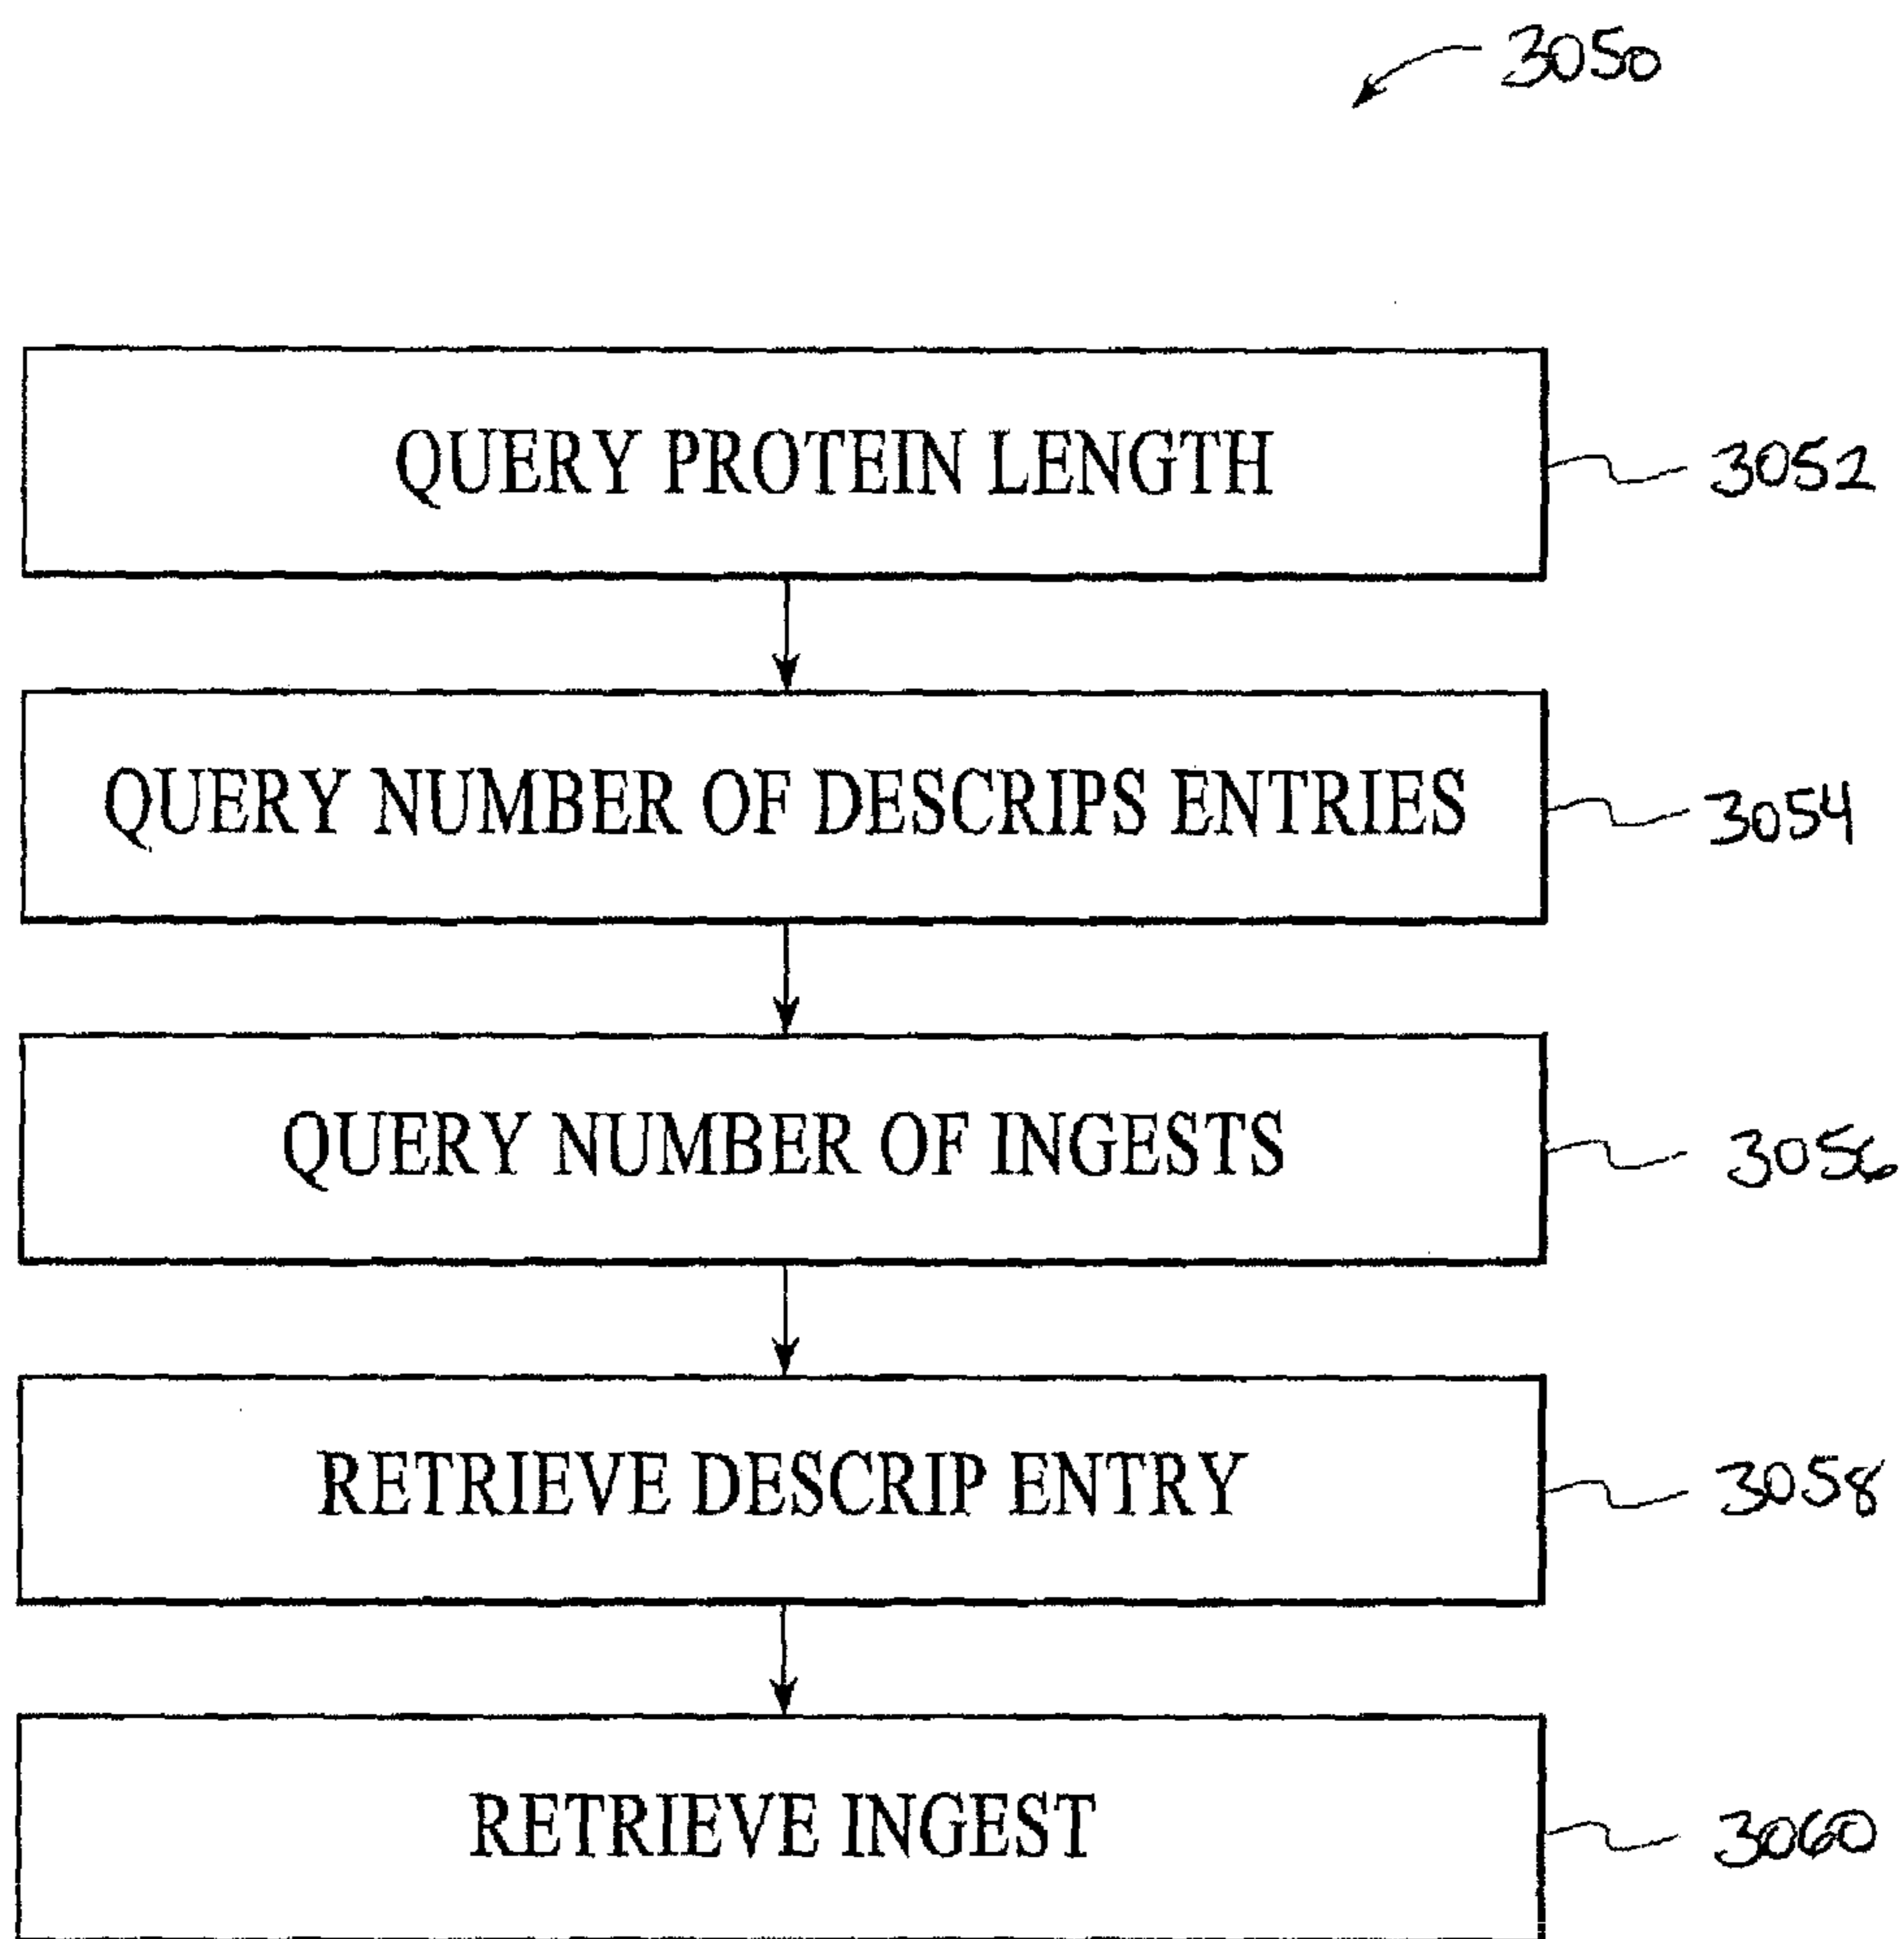 3050
QUERY PROTEIN LENGTH
3052
QUERY NUMBER OF DESCRIPS ENTRIES
3054
QUERY NUMBER OF INGESTS
3056
RETRIEVE DESCRIP ENTRY
3058
RETRIEVE INGEST
3060